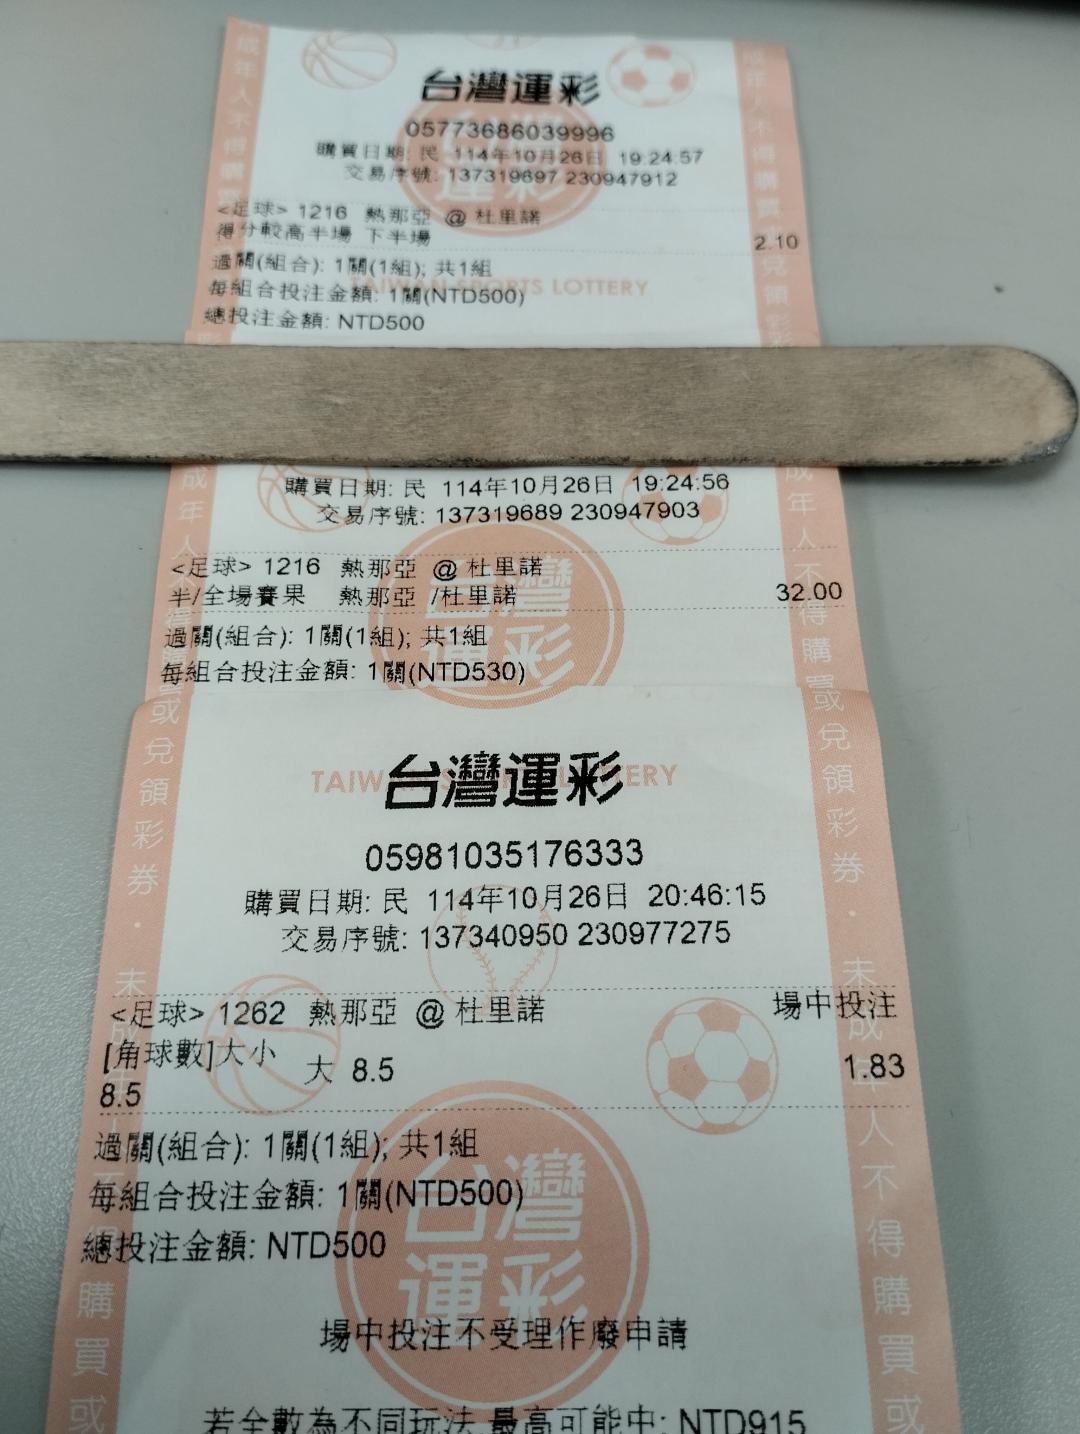 台灣運彩
05773686039996
購買日期: 民 114年10月26日 19:24:57
交易序號: 137319697 230947912
<足球> 1216 熱那亞 @ 杜里諾
得分較高半場 下半場 2.10
過關(組合): 1關(1組); 共1組
TAIWAN SPORTS LOTTERY
每組合投注金額: 1關(NTD500)
總投注金額: NTD500
購買日期: 民 114年10月26日 19:24:56
交易序號: 137319689 230947903
<足球> 1216 熱那亞 @ 杜里諾
半/全場賽果 熱那亞 /杜里諾 32.00
過關(組合): 1關(1組); 共1組
每組合投注金額: 1關(NTD530)
台灣運彩
05981035176333
購買日期: 民 114年10月26日 20:46:15
交易序號: 137340950 230977275
<足球> 1262 熱那亞 @ 杜里諾 場中投注
[角球數]大小 大 8.5 1.83
8.5
過關(組合): 1關(1組); 共1組
每組合投注金額: 1關(NTD500)
總投注金額: NTD500
場中投注不受理作廢申請
若全數為不同玩法,最高可能中: NTD915